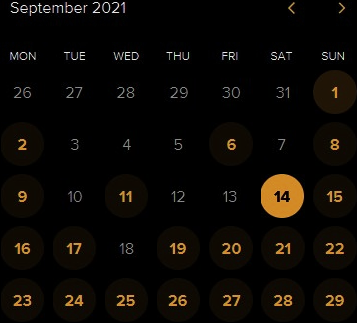 September 2021 < >
MON TUE WED THU FRI SAT SUN
26 27 28 29 30 31 1
2 3 4 5 6 7 8
9 10 11 12 13 14 15
16 17 18 19 20 21 22
23 24 25 26 27 28 29